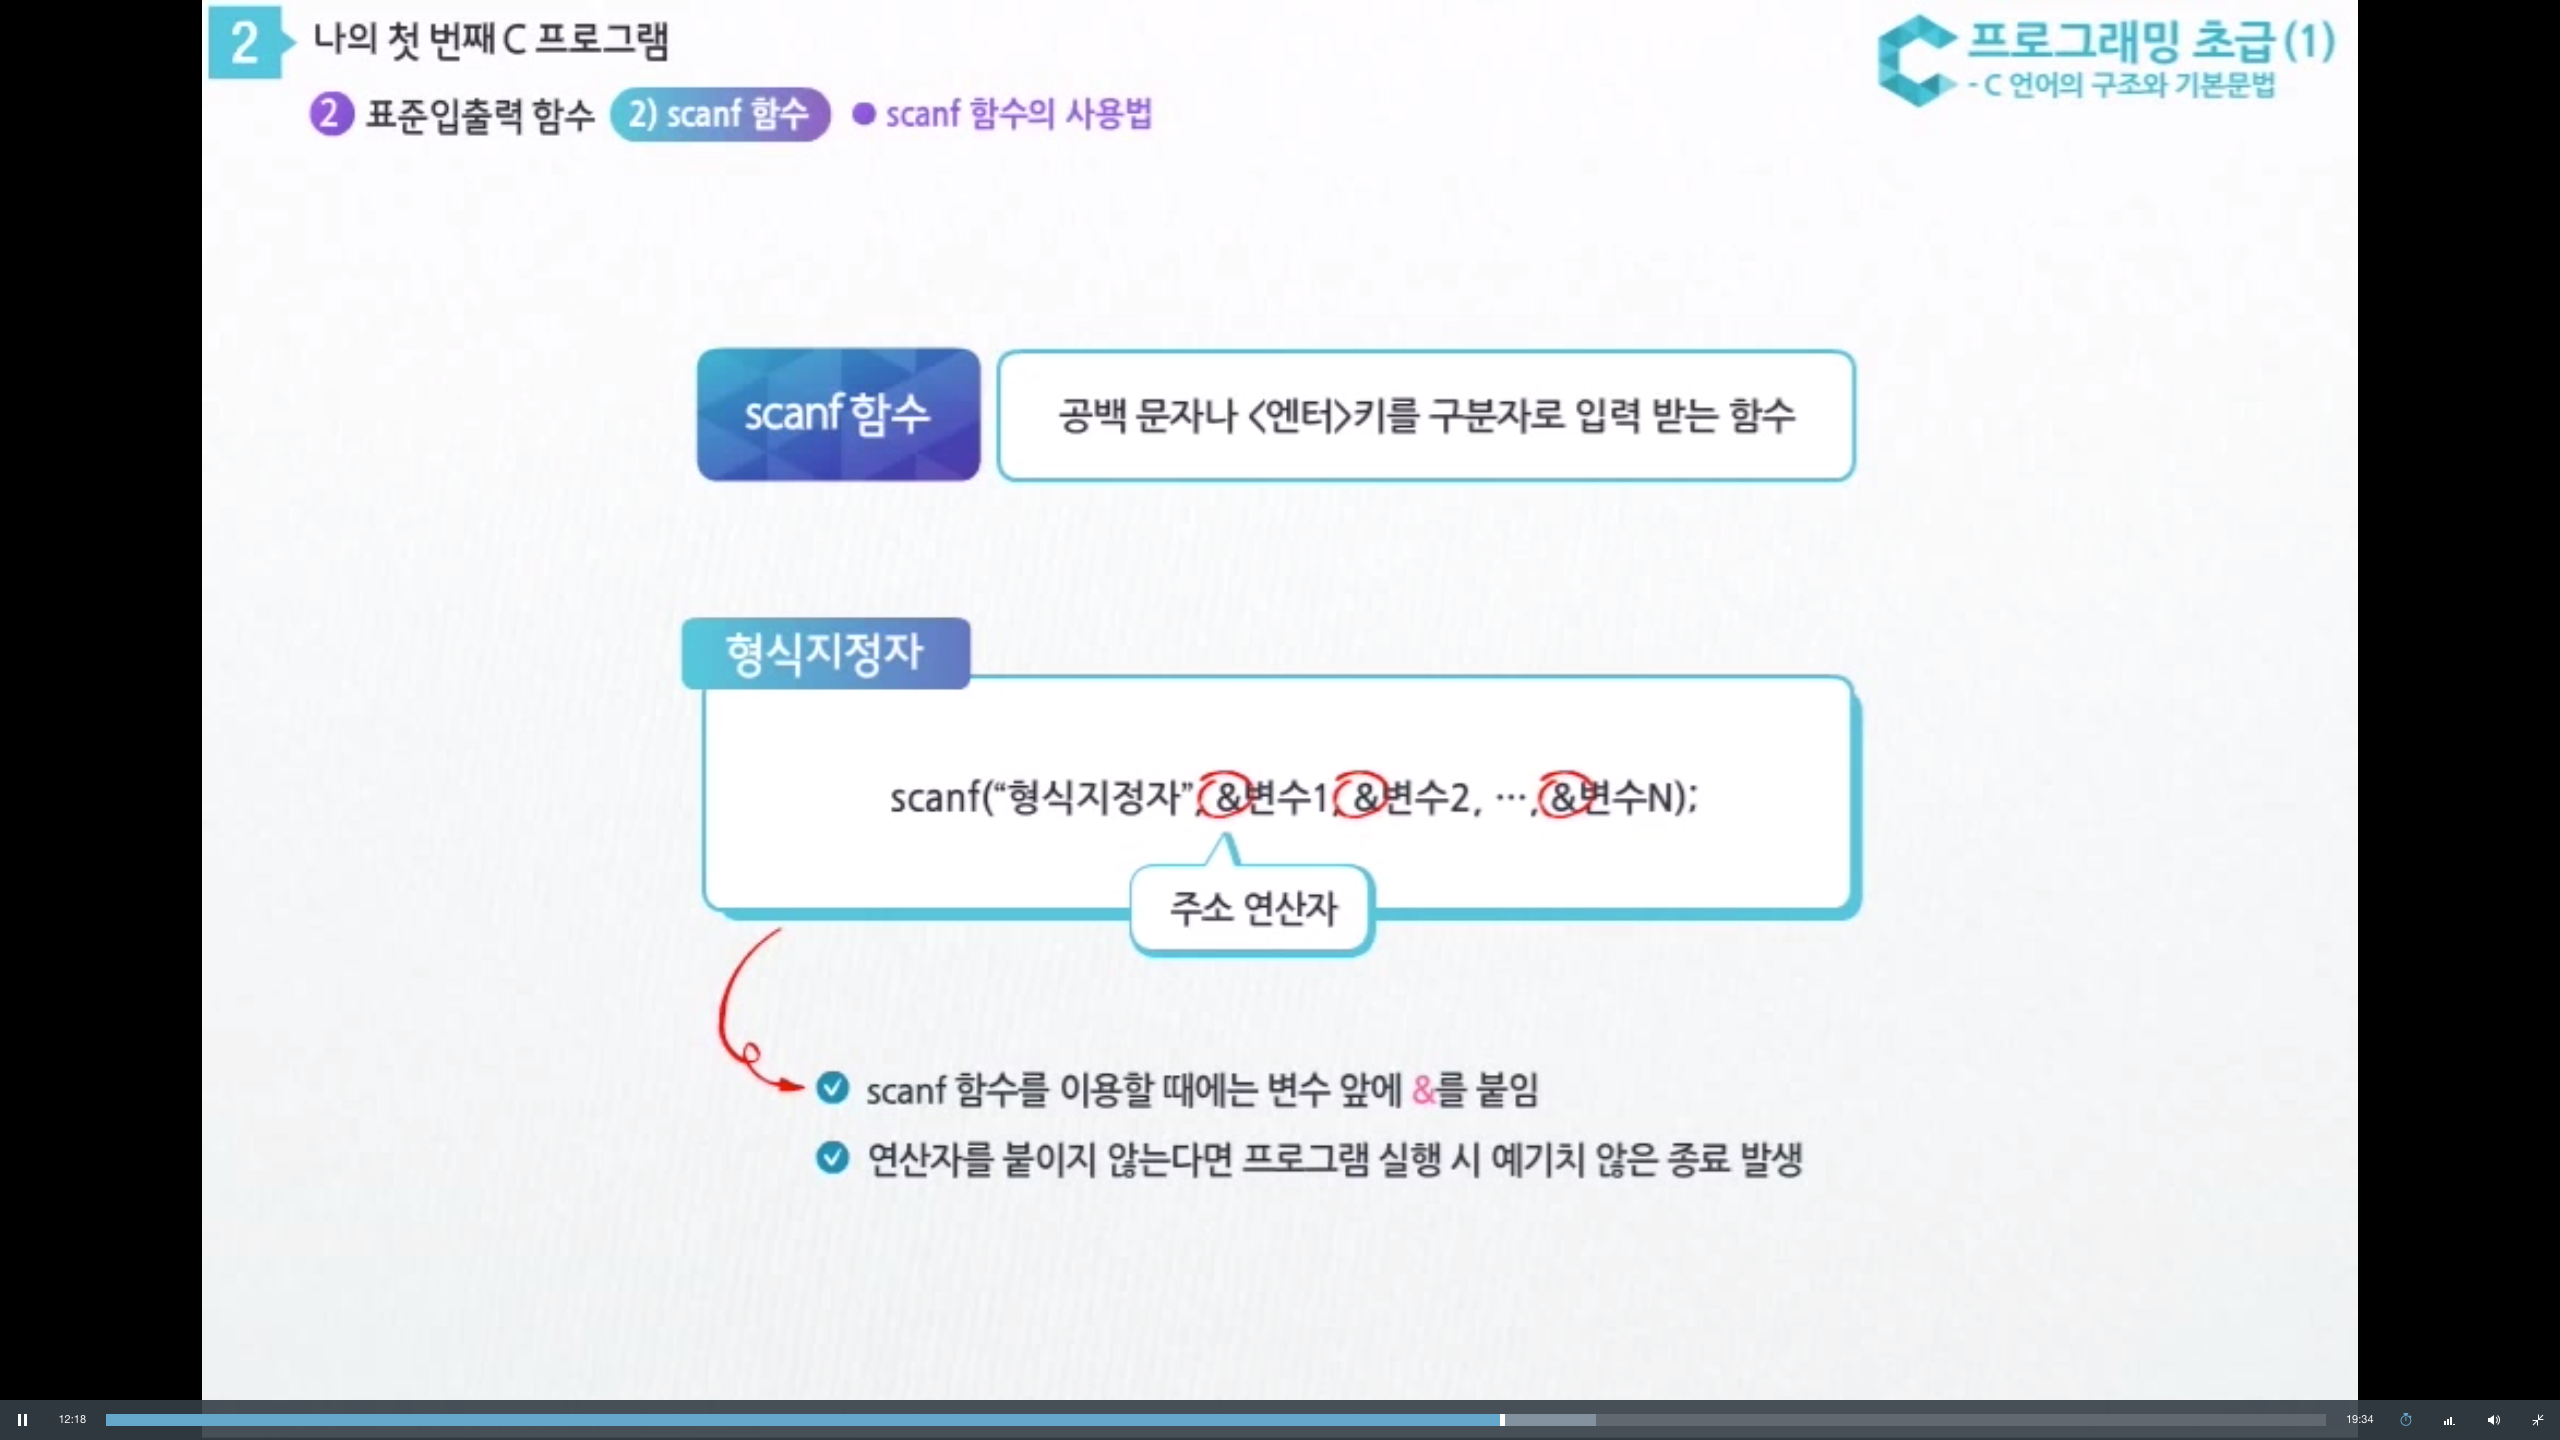 2
나의 첫 번째 C 프로그램
C 프로그래밍 초급(1)
- C 언어의 구조와 기본문법
2 표준입출력 함수 2) scanf 함수 ● scanf 함수의 사용법
scanf 함수
공백 문자나 <엔터>키를 구분자로 입력 받는 함수
형식지정자
scanf(“형식지정자”, &변수1, &변수2, ⋯, &변수N);
주소 연산자
scanf 함수를 이용할 때에는 변수 앞에 &를 붙임
연산자를 붙이지 않는다면 프로그램 실행 시 예기치 않은 종료 발생
12:18
19:34